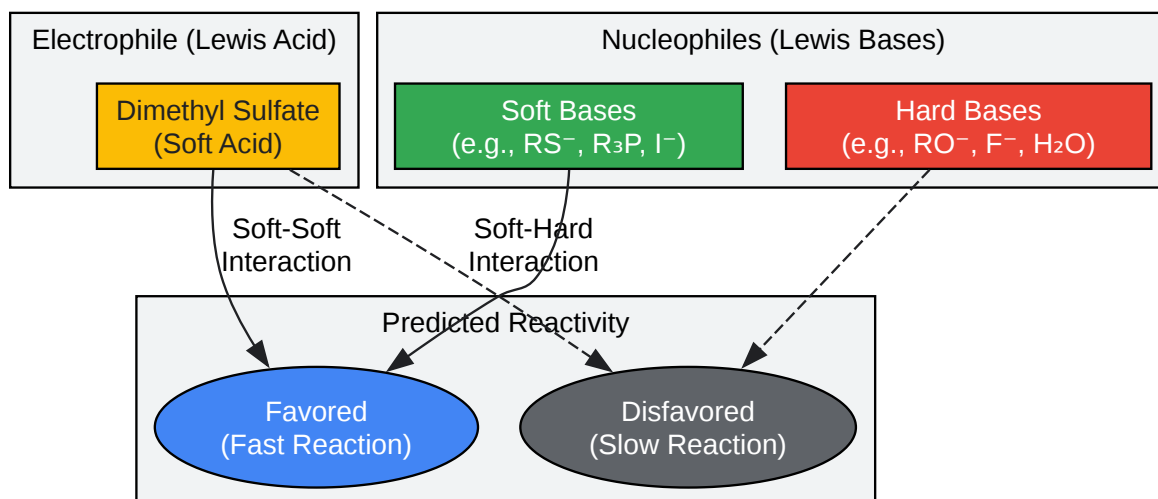 Electrophile (Lewis Acid)
Nucleophiles (Lewis Bases)
Dimethyl Sulfate
(Soft Acid)
Soft Bases
(e.g., RS⁻, R₃P, I⁻)
Hard Bases
(e.g., RO⁻, F⁻, H₂O)
Soft-Soft
Interaction
Soft-Hard
Interaction
Predicted Reactivity
Favored
(Fast Reaction)
Disfavored
(Slow Reaction)